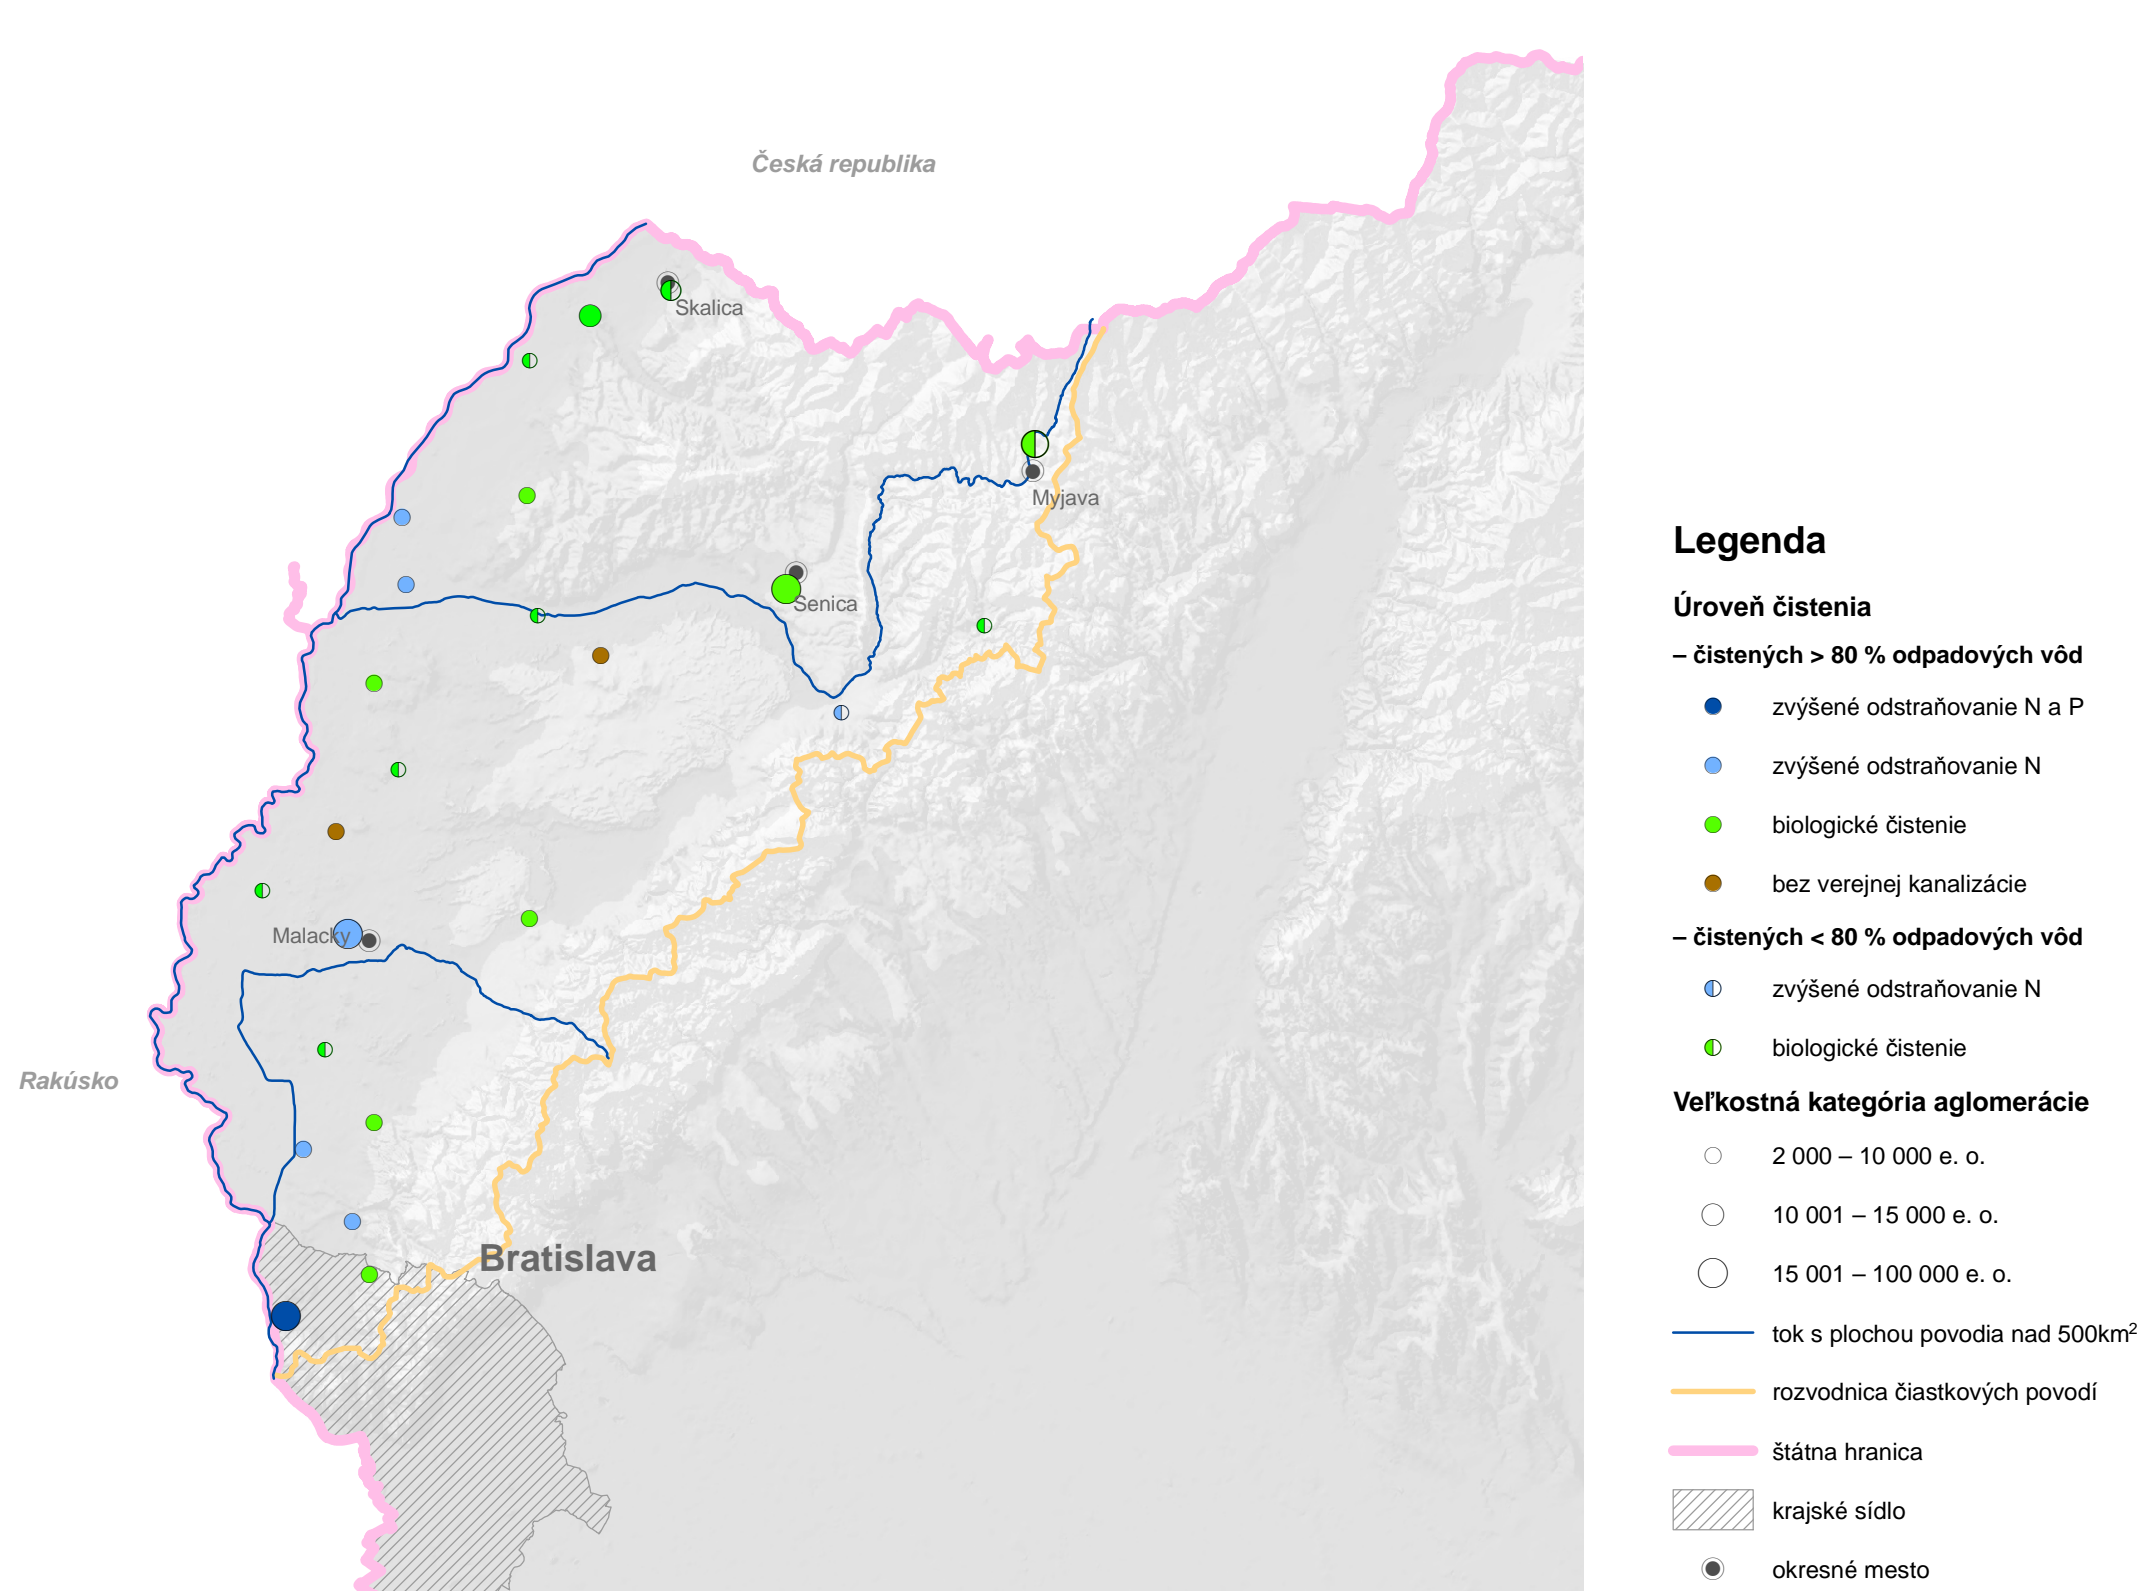 Česká republika
Skalica
Myjava
Senica
Malacky
Rakúsko
Bratislava
Legenda
Úroveň čistenia
– čistených > 80 % odpadových vôd
zvýšené odstraňovanie N a P
zvýšené odstraňovanie N
biologické čistenie
bez verejnej kanalizácie
– čistených < 80 % odpadových vôd
zvýšené odstraňovanie N
biologické čistenie
Veľkostná kategória aglomerácie
2 000 – 10 000 e. o.
10 001 – 15 000 e. o.
15 001 – 100 000 e. o.
tok s plochou povodia nad 500km²
rozvodnica čiastkových povodí
štátna hranica
krajské sídlo
okresné mesto